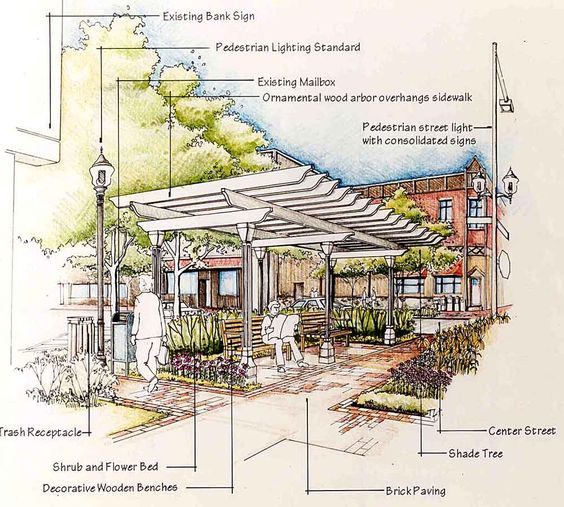 Existing Bank Sign
Pedestrian Lighting Standard
Existing Mailbox
Ornamental wood arbor overhangs sidewalk
Pedestrian street light
with consolidated signs
Trash Receptacle
Center Street
Shade Tree
Shrub and Flower Bed
Decorative Wooden Benches
Brick Paving